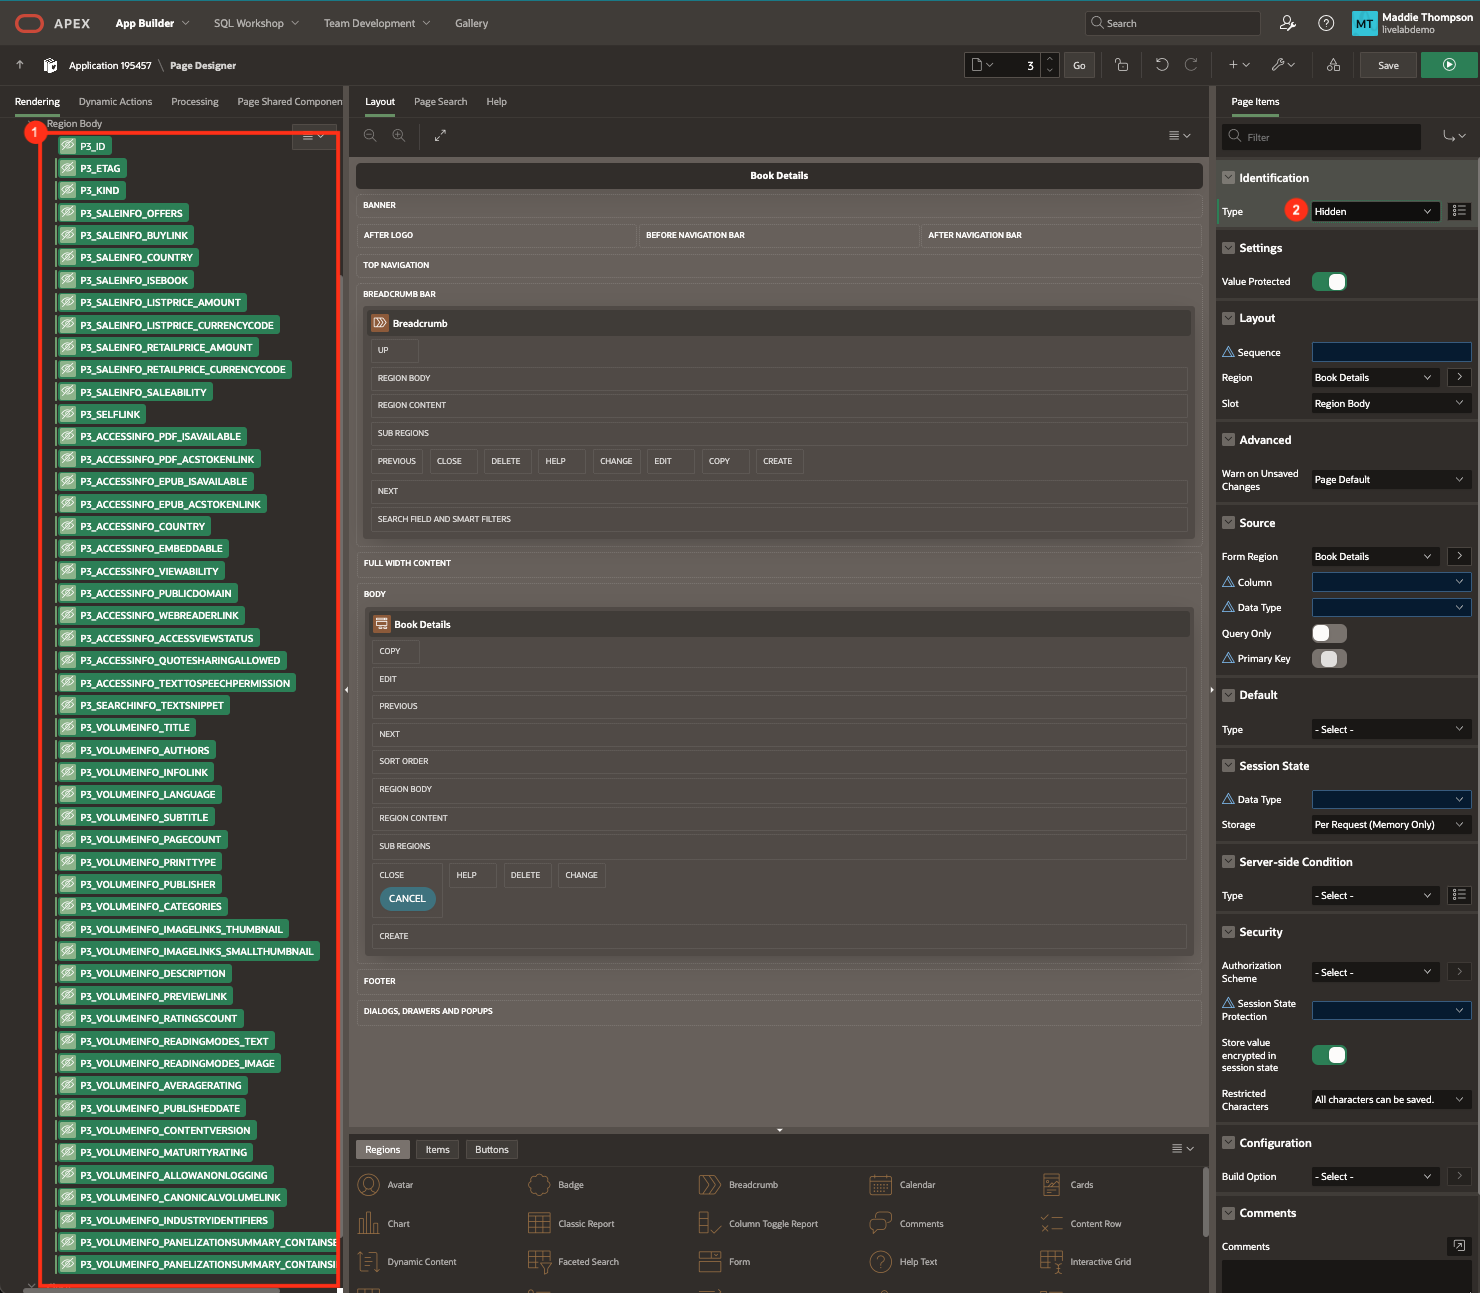 APEX App Builder SQL Workshop Team Development Gallery Search MT Maddie Thompson
livelabdemo
Application 195457 \ Page Designer 3 Go Save
Rendering Dynamic Actions Processing Page Shared Componen
Region Body
1
P3_ID
P3_ETAG
P3_KIND
P3_SALEINFO_OFFERS
P3_SALEINFO_BUYLINK
P3_SALEINFO_COUNTRY
P3_SALEINFO_ISEBOOK
P3_SALEINFO_LISTPRICE_AMOUNT
P3_SALEINFO_LISTPRICE_CURRENCYCODE
P3_SALEINFO_RETAILPRICE_AMOUNT
P3_SALEINFO_RETAILPRICE_CURRENCYCODE
P3_SALEINFO_SALEABILITY
P3_SELFLINK
P3_ACCESSINFO_PDF_ISAVAILABLE
P3_ACCESSINFO_PDF_ACSTOKENLINK
P3_ACCESSINFO_EPUB_ISAVAILABLE
P3_ACCESSINFO_EPUB_ACSTOKENLINK
P3_ACCESSINFO_COUNTRY
P3_ACCESSINFO_EMBEDDABLE
P3_ACCESSINFO_VIEWABILITY
P3_ACCESSINFO_PUBLICDOMAIN
P3_ACCESSINFO_WEBREADERLINK
P3_ACCESSINFO_ACCESSVIEWSTATUS
P3_ACCESSINFO_QUOTESHARINGALLOWED
P3_ACCESSINFO_TEXTTOSPEECHPERMISSION
P3_SEARCHINFO_TEXTSNIPPET
P3_VOLUMEINFO_TITLE
P3_VOLUMEINFO_AUTHORS
P3_VOLUMEINFO_INFOLINK
P3_VOLUMEINFO_LANGUAGE
P3_VOLUMEINFO_SUBTITLE
P3_VOLUMEINFO_PAGECOUNT
P3_VOLUMEINFO_PRINTTYPE
P3_VOLUMEINFO_PUBLISHER
P3_VOLUMEINFO_CATEGORIES
P3_VOLUMEINFO_IMAGELINKS_THUMBNAIL
P3_VOLUMEINFO_IMAGELINKS_SMALLTHUMBNAIL
P3_VOLUMEINFO_DESCRIPTION
P3_VOLUMEINFO_PREVIEWLINK
P3_VOLUMEINFO_RATINGSCOUNT
P3_VOLUMEINFO_READINGMODES_TEXT
P3_VOLUMEINFO_READINGMODES_IMAGE
P3_VOLUMEINFO_AVERAGERATING
P3_VOLUMEINFO_PUBLISHEDDATE
P3_VOLUMEINFO_CONTENTVERSION
P3_VOLUMEINFO_MATURITYRATING
P3_VOLUMEINFO_ALLOWANONLOGGING
P3_VOLUMEINFO_CANONICALVOLUMELINK
P3_VOLUMEINFO_INDUSTRYIDENTIFIERS
P3_VOLUMEINFO_PANELIZATIONSUMMARY_CONTAINSE
P3_VOLUMEINFO_PANELIZATIONSUMMARY_CONTAINSI
Layout Page Search Help
Book Details
BANNER
AFTER LOGO BEFORE NAVIGATION BAR AFTER NAVIGATION BAR
TOP NAVIGATION
BREADCRUMB BAR
Breadcrumb
UP
REGION BODY
REGION CONTENT
SUB REGIONS
PREVIOUS CLOSE DELETE HELP CHANGE EDIT COPY CREATE
NEXT
SEARCH FIELD AND SMART FILTERS
FULL WIDTH CONTENT
BODY
Book Details
COPY
EDIT
PREVIOUS
NEXT
SORT ORDER
REGION BODY
REGION CONTENT
SUB REGIONS
CLOSE HELP DELETE CHANGE
CANCEL
CREATE
FOOTER
DIALOGS, DRAWERS AND POPUPS
Regions Items Buttons
Avatar Badge Breadcrumb Calendar Cards
Chart Classic Report Column Toggle Report Comments Content Row
Dynamic Content Faceted Search Form Help Text Interactive Grid
Page Items
Filter
Identification
Type 2 Hidden
Settings
Value Protected
Layout
Sequence
Region Book Details
Slot Region Body
Advanced
Warn on Unsaved
Changes Page Default
Source
Form Region Book Details
Column
Data Type
Query Only
Primary Key
Default
Type - Select -
Session State
Data Type
Storage Per Request (Memory Only)
Server-side Condition
Type - Select -
Security
Authorization
Scheme - Select -
Session State
Protection
Store value
encrypted in
session state
Restricted
Characters All characters can be saved.
Configuration
Build Option - Select -
Comments
Comments